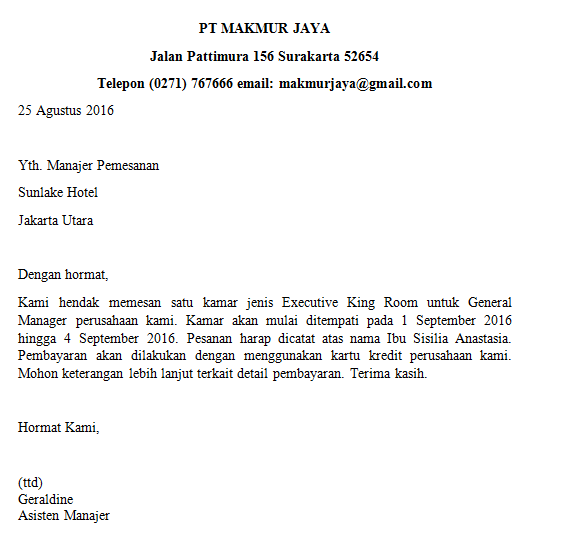 PT MAKMUR JAYA
Jalan Pattimura 156 Surakarta 52654
Telepon (0271) 767666 email: makmurjaya@gmail.com
25 Agustus 2016
Yth. Manajer Pemesanan
Sunlake Hotel
Jakarta Utara
Dengan hormat,
Kami hendak memesan satu kamar jenis Executive King Room untuk General
Manager perusahaan kami. Kamar akan mulai ditempati pada 1 September 2016
hingga 4 September 2016. Pesanan harap dicatat atas nama Ibu Sisilia Anastasia.
Pembayaran akan dilakukan dengan menggunakan kartu kredit perusahaan kami.
Mohon keterangan lebih lanjut terkait detail pembayaran. Terima kasih.
Hormat Kami,
(ttd)
Geraldine
Asisten Manajer